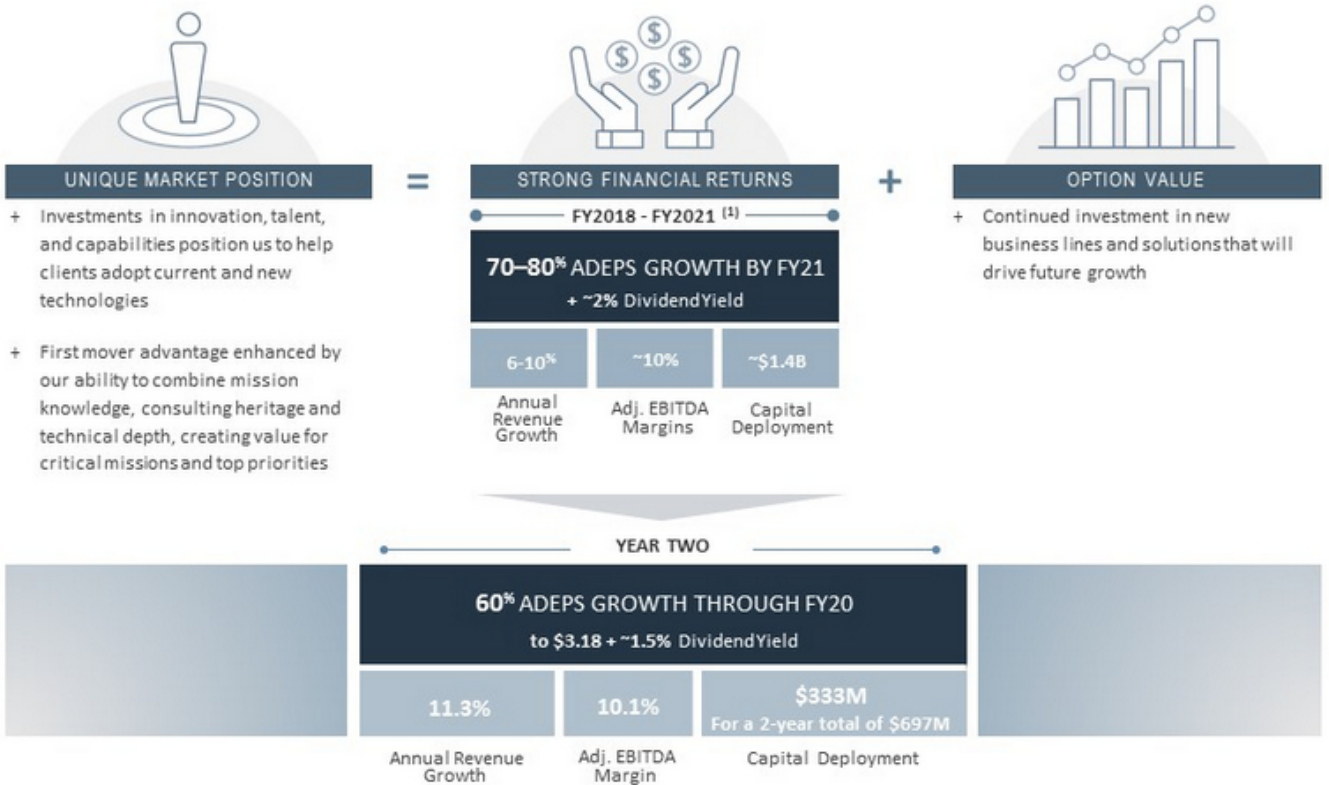 UNIQUE MARKET POSITION
+ Investments in innovation, talent,
and capabilities position us to help
clients adopt current and new
technologies
+ First mover advantage enhanced by
our ability to combine mission
knowledge, consulting heritage and
technical depth, creating value for
critical missions and top priorities
=
$ $ $ $
STRONG FINANCIAL RETURNS
FY2018 - FY2021 (1)
70–80% ADEPS GROWTH BY FY21
+ ~2% Dividend Yield
6-10%
Annual
Revenue
Growth
~10%
Adj. EBITDA
Margins
~$1.4B
Capital
Deployment
+
OPTION VALUE
+ Continued investment in new
business lines and solutions that will
drive future growth
YEAR TWO
60% ADEPS GROWTH THROUGH FY20
to $3.18 + ~1.5% Dividend Yield
11.3%
Annual Revenue
Growth
10.1%
Adj. EBITDA
Margin
$333M
For a 2-year total of $697M
Capital Deployment